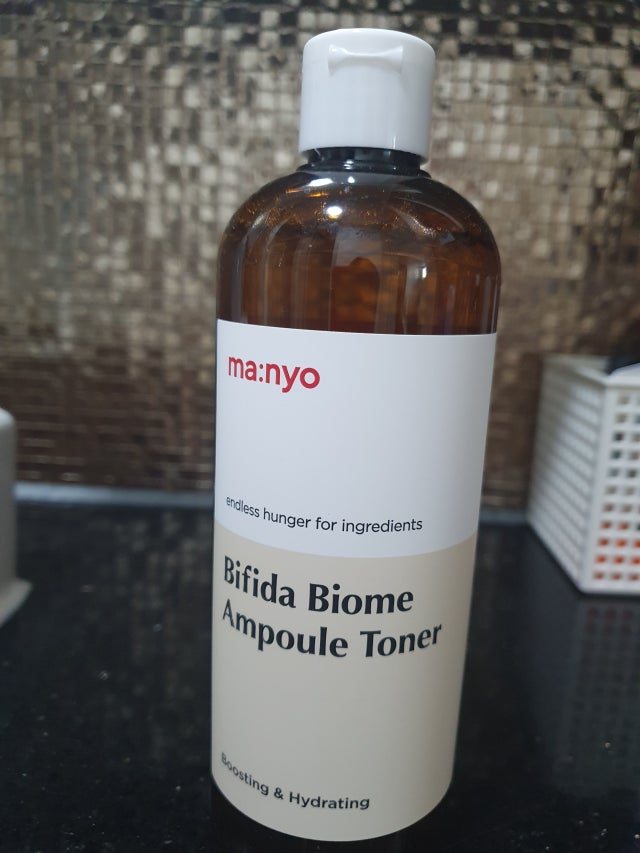 ma:nyo
endless hunger for ingredients
Bifida Biome
Ampoule Toner
Boosting & Hydrating